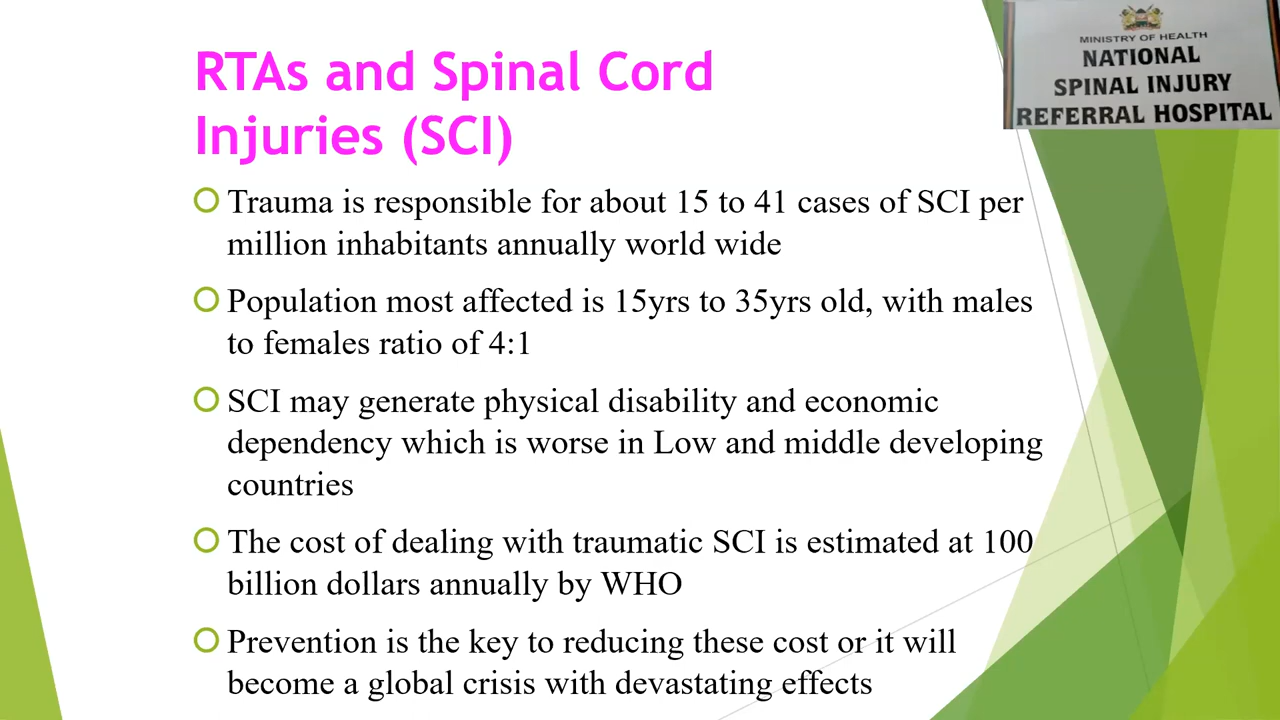 RTAs and Spinal Cord
Injuries (SCI)
MINISTRY OF HEALTH
NATIONAL
SPINAL INJURY
REFERRAL HOSPITAL
Trauma is responsible for about 15 to 41 cases of SCI per
million inhabitants annually world wide
Population most affected is 15yrs to 35yrs old, with males
to females ratio of 4:1
SCI may generate physical disability and economic
dependency which is worse in Low and middle developing
countries
The cost of dealing with traumatic SCI is estimated at 100
billion dollars annually by WHO
Prevention is the key to reducing these cost or it will
become a global crisis with devastating effects